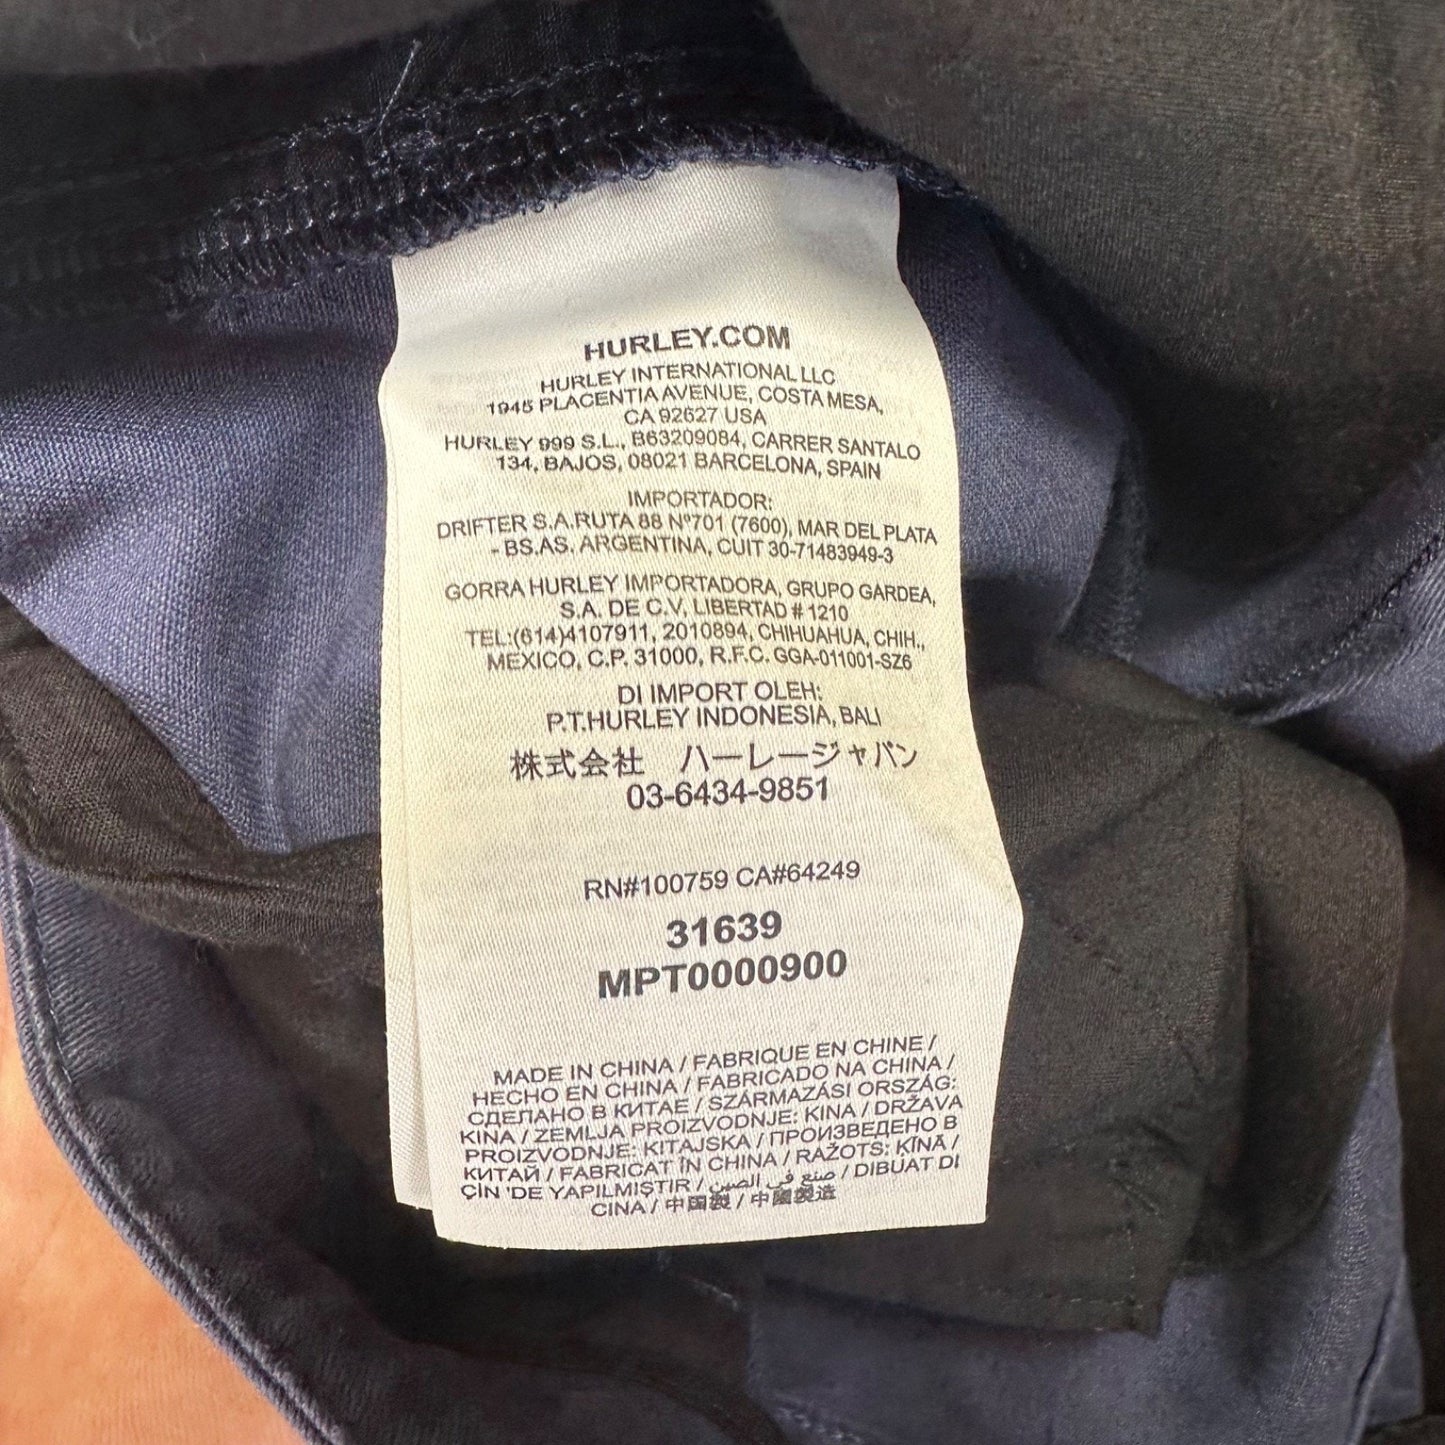 HURLEY.COM
HURLEY INTERNATIONAL LLC
1945 PLACENTIA AVENUE, COSTA MESA,
CA 92627 USA
HURLEY 999 S.L., B63209084, CARRER SANTALO
134, BAJOS, 08021 BARCELONA, SPAIN
IMPORTADOR:
DRIFTER S.A.RUTA 88 Nº701 (7600), MAR DEL PLATA
- BS.AS. ARGENTINA, CUIT 30-71483949-3
GORRA HURLEY IMPORTADORA, GRUPO GARDEA,
S.A. DE C.V, LIBERTAD # 1210
TEL:(614)4107911, 2010894, CHIHUAHUA, CHIH.,
MEXICO, C.P. 31000, R.F.C. GGA-011001-SZ6
DI IMPORT OLEH:
P.T.HURLEY INDONESIA, BALI
株式会社 ハーレージャパン
03-6434-9851
RN#100759 CA#64249
31639
MPT0000900
MADE IN CHINA / FABRIQUE EN CHINE /
HECHO EN CHINA / FABRICADO NA CHINA /
СДЕЛАНО В КИТАЕ / SZÁRMAZÁSI ORSZÁG:
KINA / ZEMLJA PROIZVODNJE: KINA / DRŽAVA
PROIZVODNJE: KITAJSKA / ПРОИЗВЕДЕНО В
КИТАЙ / FABRICAT ÎN CHINA / RAŽOTS: ĶĪNĀ /
ÇİN 'DE YAPILMIŞTIR / صنع في الصين / DIBUAT DI
CINA / 中国製 / 中國製造